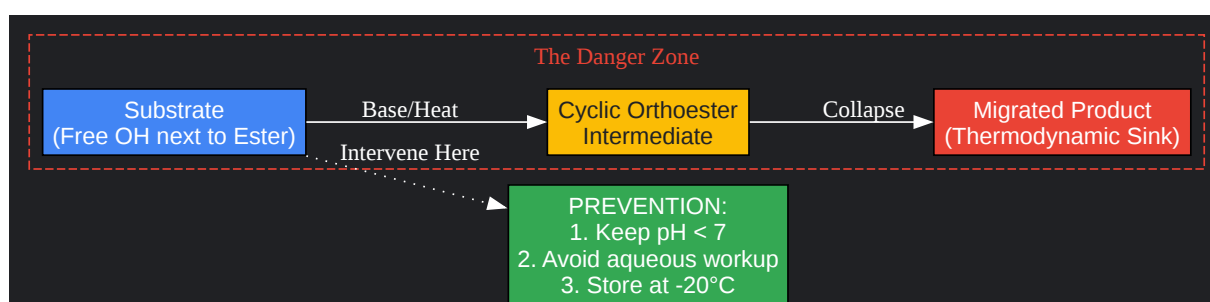 The Danger Zone
Substrate
(Free OH next to Ester)
Base/Heat
Cyclic Orthoester
Intermediate
Collapse
Migrated Product
(Thermodynamic Sink)
Intervene Here
PREVENTION:
1. Keep pH < 7
2. Avoid aqueous workup
3. Store at -20°C